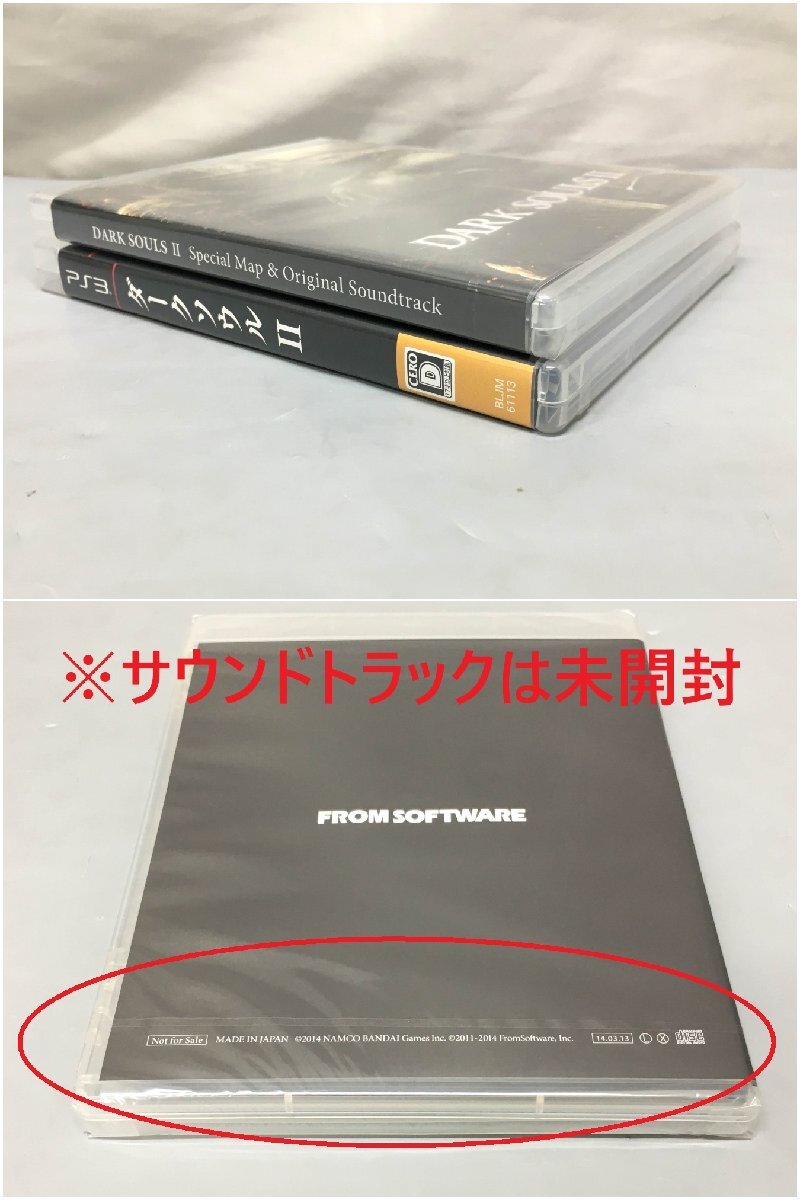 DARK SOULS II
DARK SOULS II Special Map & Original Soundtrack
PS3 ダークソウル II
CERO
D
BLJM
61113
※サウンドトラックは未開封
FROMSOFTWARE
Not for Sale MADE IN JAPAN ©2014 NAMCO BANDAI Games Inc. ©2011-2014 FromSoftware, Inc. 14.03.13 L X disc